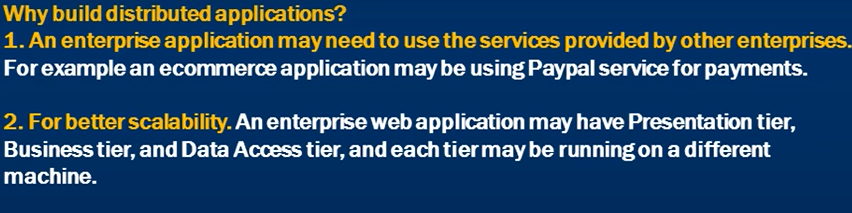 Why build distributed applications?
1. An enterprise application may need to use the services provided by other enterprises.
For example an ecommerce application may be using Paypal service for payments.
2. For better scalability. An enterprise web application may have Presentation tier,
Business tier, and Data Access tier, and each tier may be running on a different
machine.